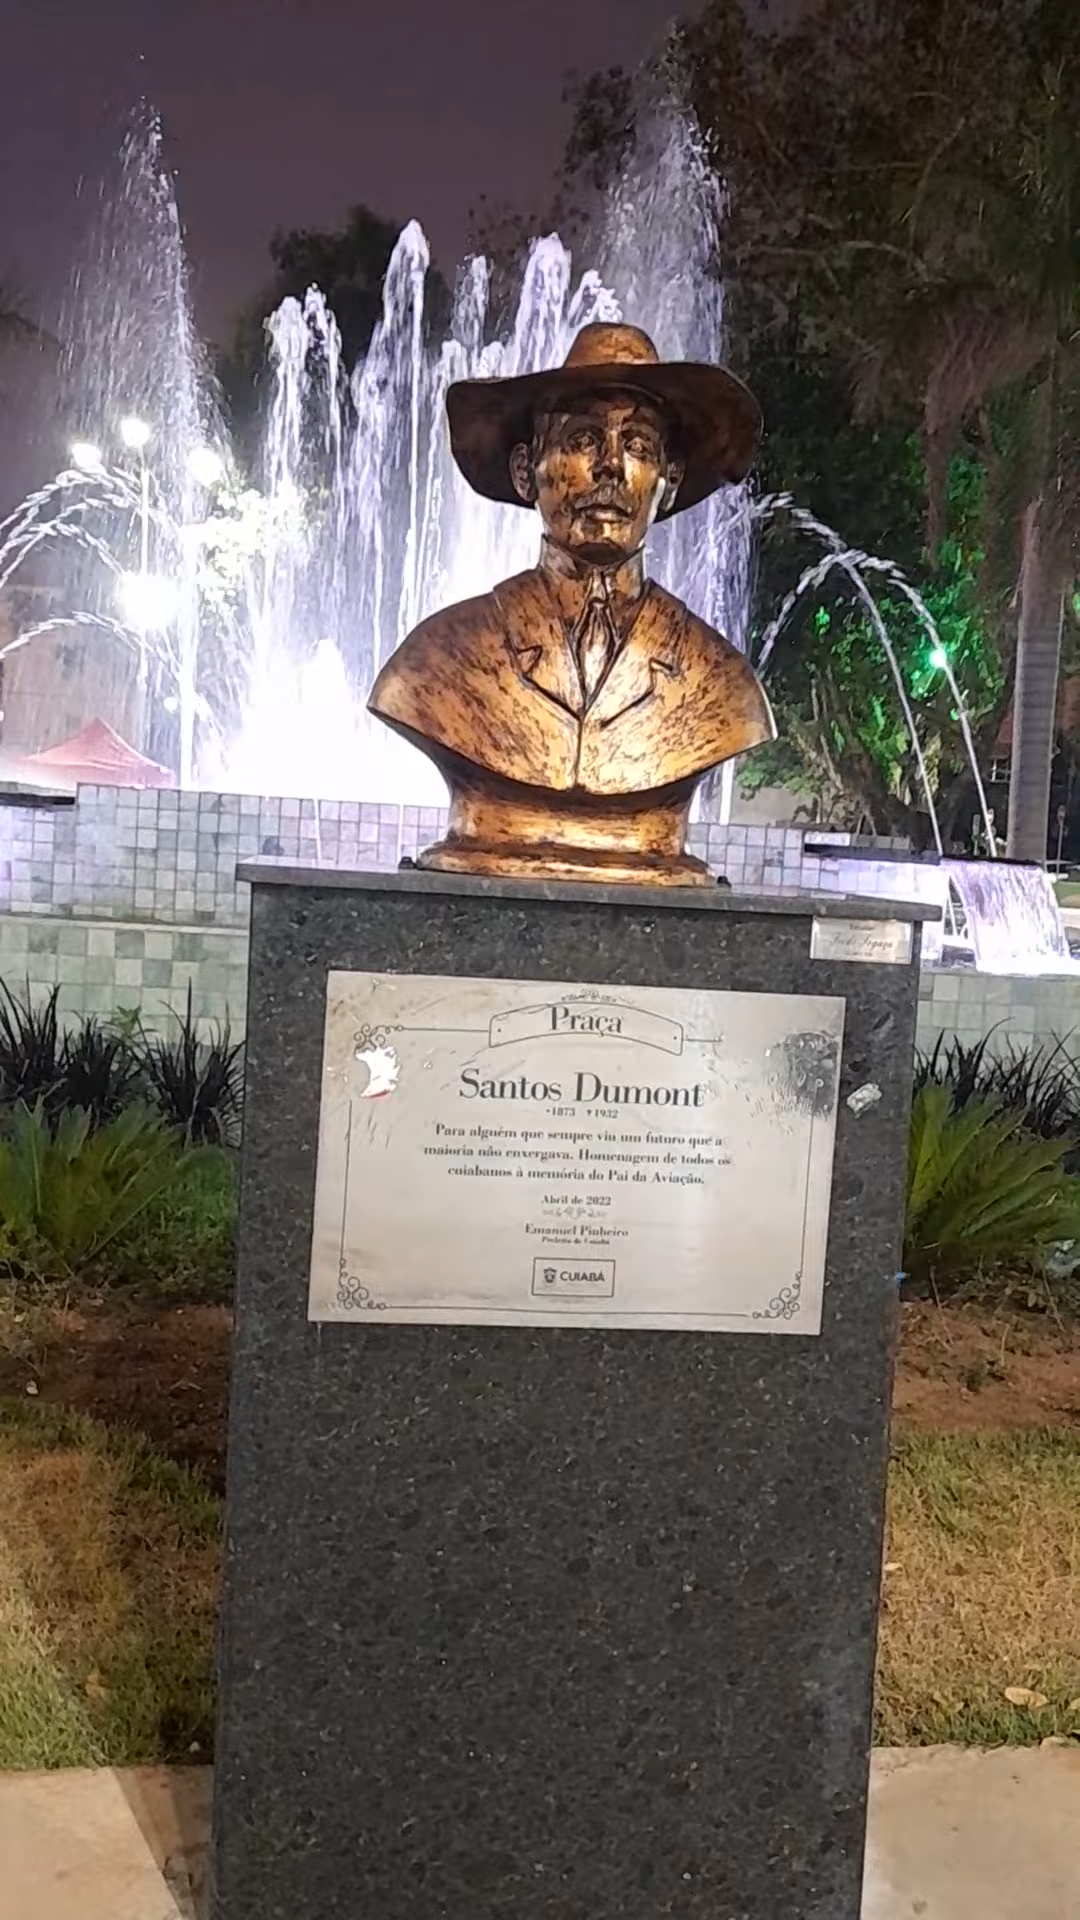 Praça
Santos Dumont
*1873 ✝1932
Para alguém que sempre viu um futuro que a
maioria não enxergava. Homenagem de todos os
cuiabanos à memória do Pai da Aviação.
Abril de 2022
Emanuel Pinheiro
Prefeito de Cuiabá
CUIABÁ